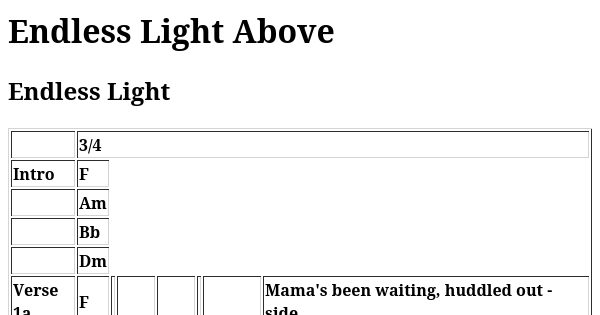 Endless Light Above
Endless Light
3/4
Intro F
Am
Bb
Dm
Verse 1a F Mama's been waiting, huddled out -
side